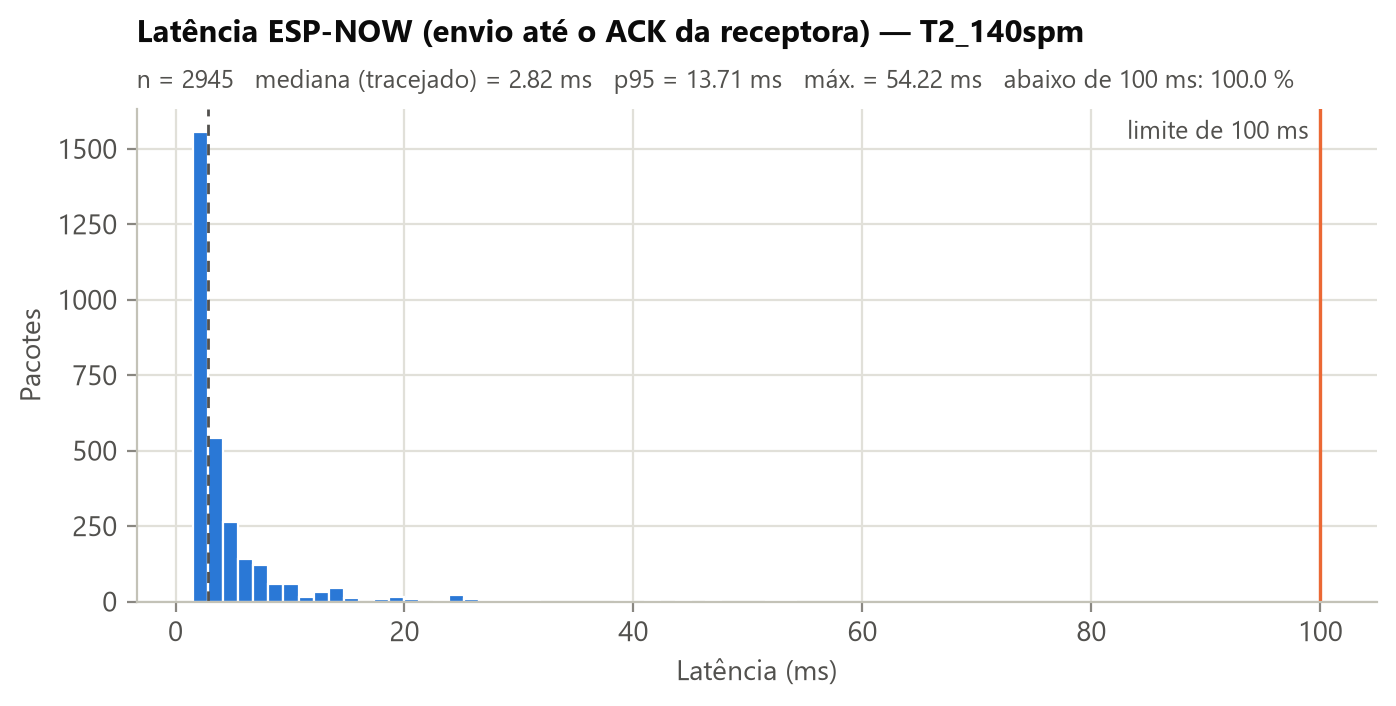 Latência ESP-NOW (envio até o ACK da receptora) — T2_140spm
n = 2945   mediana (tracejado) = 2.82 ms   p95 = 13.71 ms   máx. = 54.22 ms   abaixo de 100 ms: 100.0 %
limite de 100 ms
1500
1250
1000
750
500
250
0
Pacotes
0 20 40 60 80 100
Latência (ms)